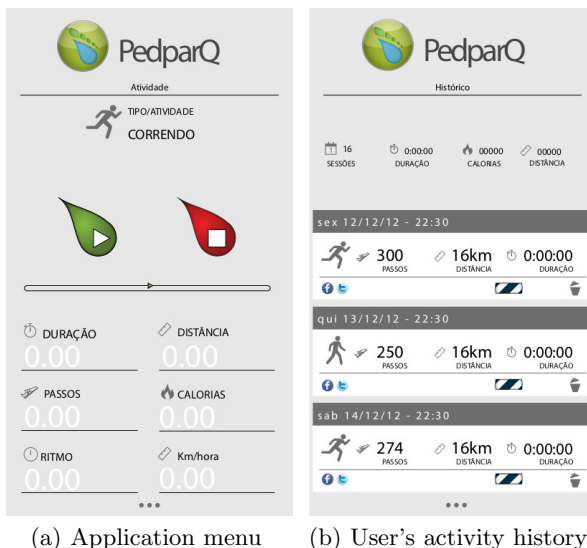 PedparQ
Atividade
TIPO/ATIVIDADE
CORRENDO
DURAÇÃO
0.00
DISTÂNCIA
0.00
PASSOS
0.00
CALORIAS
0.00
RITMO
0.00
Km/hora
0.00
(a) Application menu
PedparQ
Histórico
16
SESSÕES
0:00:00
DURAÇÃO
00000
CALORIAS
00000
DISTÂNCIA
sex 12/12/12 - 22:30
300
PASSOS
16km
DISTÂNCIA
0:00:00
DURAÇÃO
qui 13/12/12 - 22:30
250
PASSOS
16km
DISTÂNCIA
0:00:00
DURAÇÃO
sab 14/12/12 - 22:30
274
PASSOS
16km
DISTÂNCIA
0:00:00
DURAÇÃO
(b) User's activity history